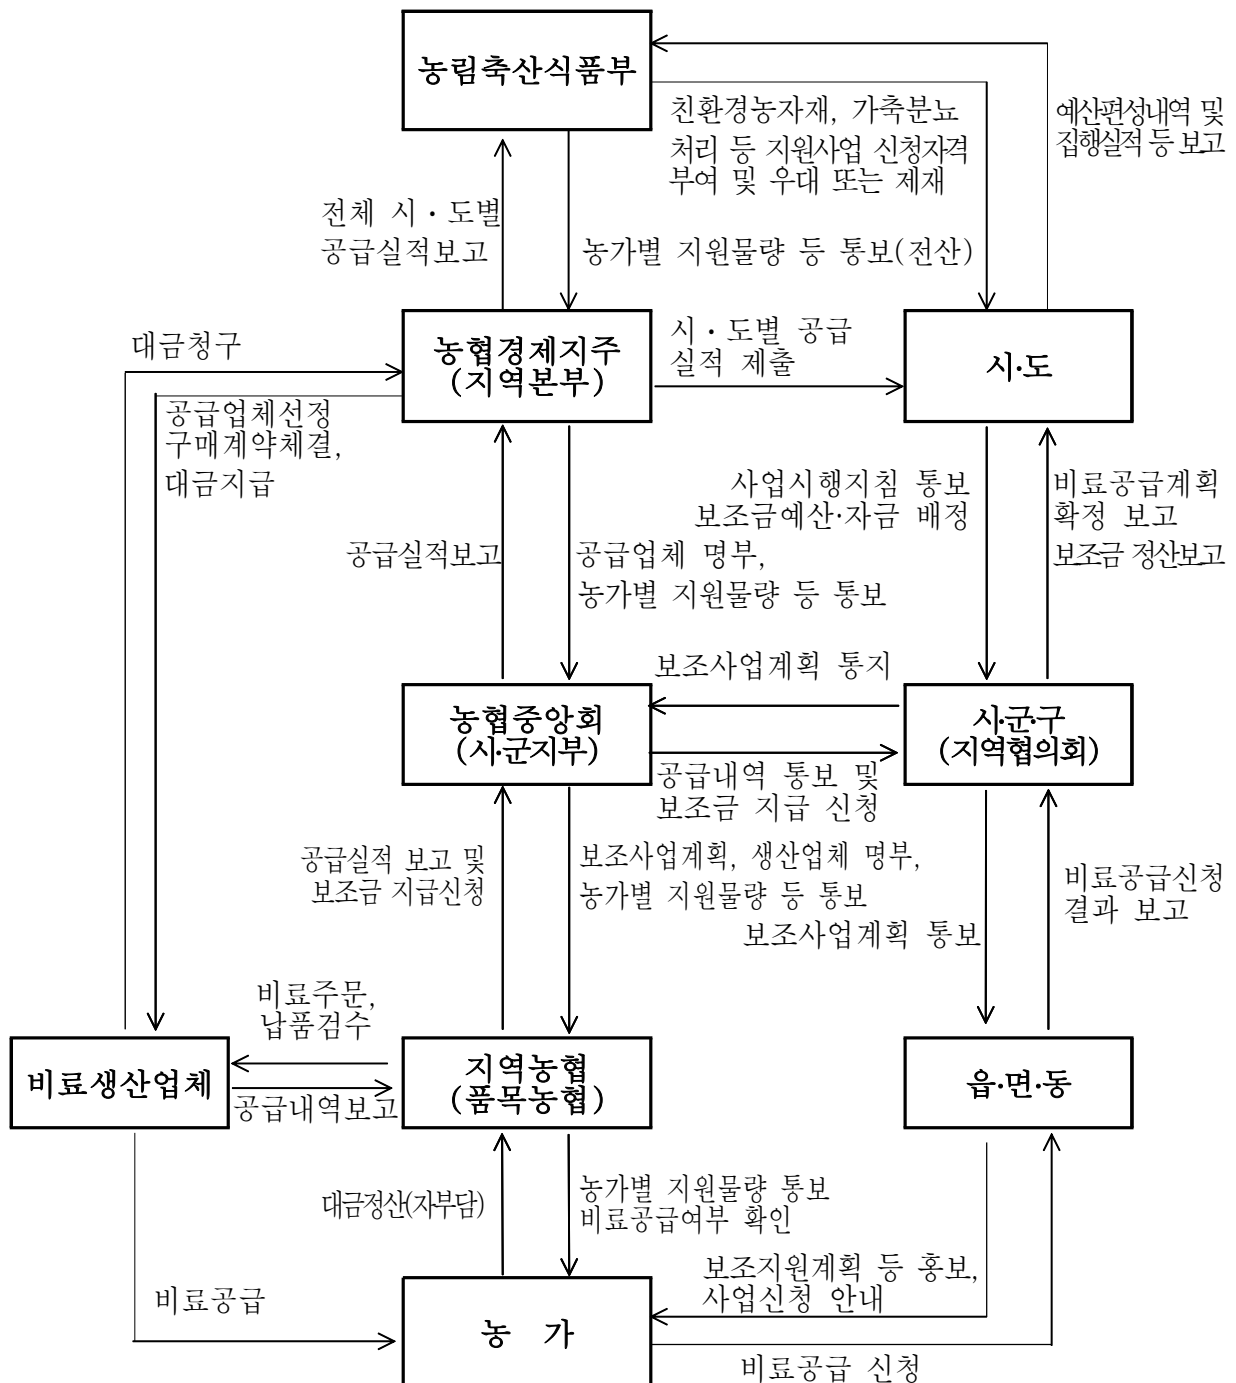 농림축산식품부
친환경농자재, 가축분뇨
처리 등 지원사업 신청자격
부여 및 우대 또는 제재
예산편성내역 및
집행실적 등 보고
전체 시·도별
공급실적보고
농가별 지원물량 등 통보(전산)
대금청구
농협경제지주
(지역본부)
시·도별 공급
실적 제출
시·도
공급업체선정
구매계약체결,
대금지급
사업시행지침 통보
보조금예산·자금 배정
비료공급계획
확정 보고
보조금 정산보고
공급실적보고
공급업체 명부,
농가별 지원물량 등 통보
보조사업계획 통지
농협중앙회
(시·군지부)
시·군·구
(지역협의회)
공급내역 통보 및
보조금 지급 신청
공급실적 보고 및
보조금 지급신청
보조사업계획, 생산업체 명부,
농가별 지원물량 등 통보
보조사업계획 통보
비료공급신청
결과 보고
비료주문,
납품검수
비료생산업체
공급내역보고
지역농협
(품목농협)
읍·면·동
대금정산(자부담)
농가별 지원물량 통보
비료공급여부 확인
보조지원계획 등 홍보,
사업신청 안내
비료공급
농 가
비료공급 신청